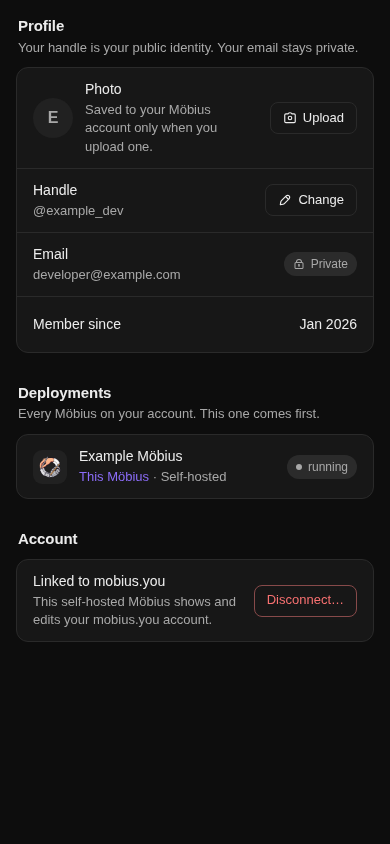 Profile
Your handle is your public identity. Your email stays private.
E
Photo
Saved to your Möbius
account only when you
upload one.
Upload
Handle
@example_dev
Change
Email
developer@example.com
Private
Member since
Jan 2026
Deployments
Every Möbius on your account. This one comes first.
Example Möbius
This Möbius · Self-hosted
running
Account
Linked to mobius.you
This self-hosted Möbius shows and
edits your mobius.you account.
Disconnect…